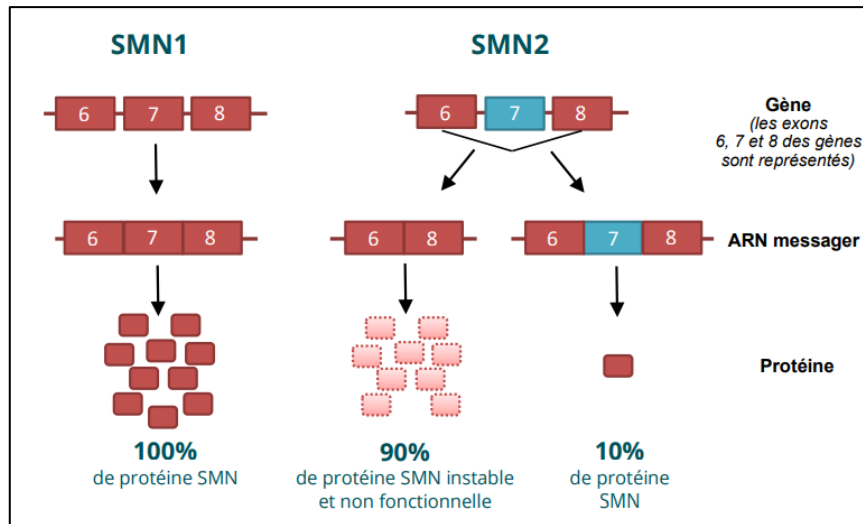 SMN1
SMN2
6 7 8
6 7 8
Gène
(les exons
6, 7 et 8 des gènes
sont représentés)
6 7 8
6 8
6 7 8
ARN messager
Protéine
100%
de protéine SMN
90%
de protéine SMN instable
et non fonctionnelle
10%
de protéine
SMN